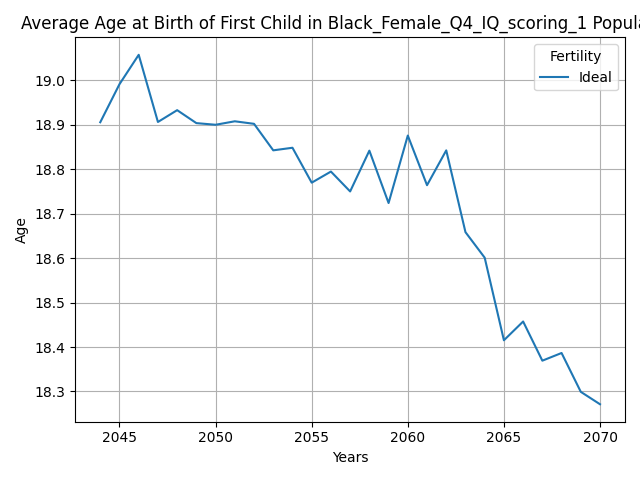 Average Age at Birth of First Child in Black_Female_Q4_IQ_scoring_1 Popula
Fertility
Ideal
19.0
18.9
18.8
18.7
18.6
18.5
18.4
18.3
Age
2045 2050 2055 2060 2065 2070
Years